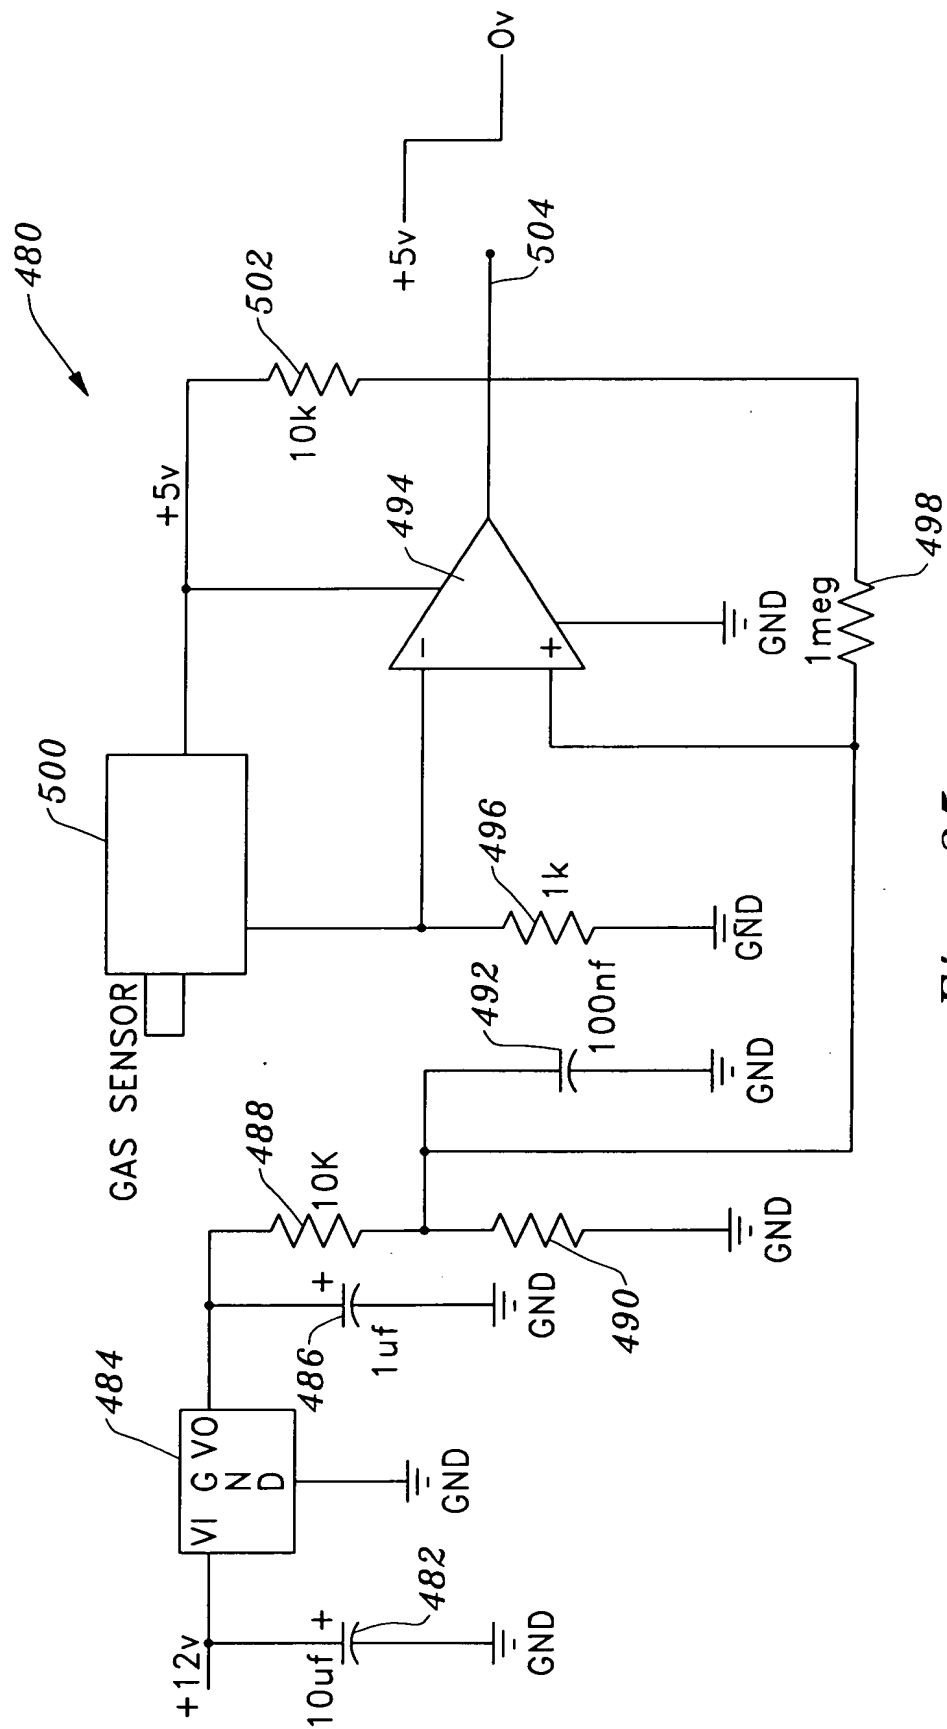 480
GAS SENSOR
500
+5v
502
10k
494
-
+
GND
+5v
0v
504
+12v
10uf
+
482
GND
484
VI
GND
VO
GND
486
+
1uf
GND
488
10K
490
GND
492
100nf
GND
496
1k
GND
1meg
498